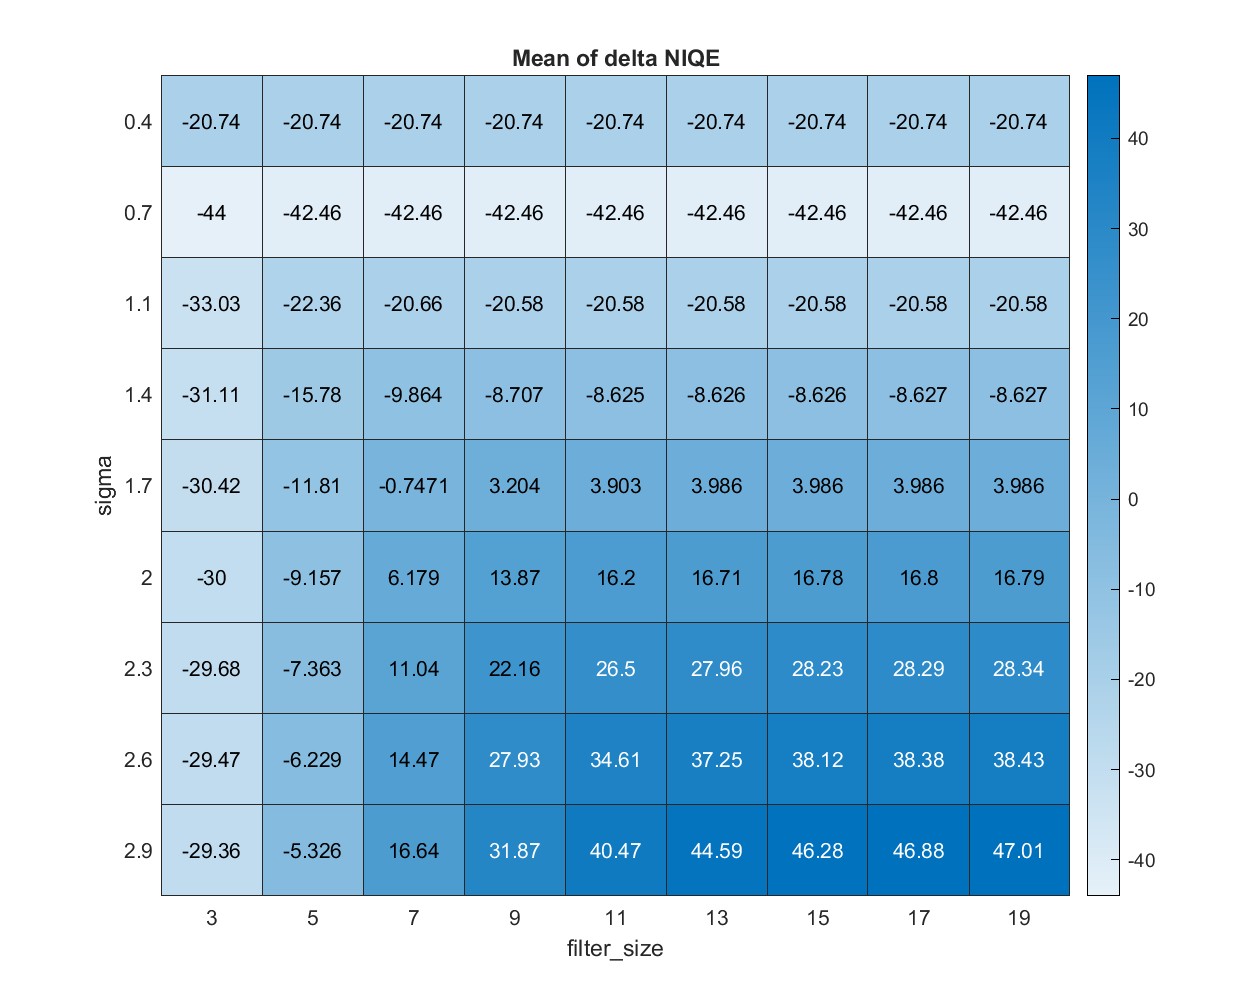 Mean of delta NIQE
0.4 -20.74 -20.74 -20.74 -20.74 -20.74 -20.74 -20.74 -20.74 -20.74
0.7 -44 -42.46 -42.46 -42.46 -42.46 -42.46 -42.46 -42.46 -42.46
1.1 -33.03 -22.36 -20.66 -20.58 -20.58 -20.58 -20.58 -20.58 -20.58
1.4 -31.11 -15.78 -9.864 -8.707 -8.625 -8.626 -8.626 -8.627 -8.627
1.7 -30.42 -11.81 -0.7471 3.204 3.903 3.986 3.986 3.986 3.986
2 -30 -9.157 6.179 13.87 16.2 16.71 16.78 16.8 16.79
2.3 -29.68 -7.363 11.04 22.16 26.5 27.96 28.23 28.29 28.34
2.6 -29.47 -6.229 14.47 27.93 34.61 37.25 38.12 38.38 38.43
2.9 -29.36 -5.326 16.64 31.87 40.47 44.59 46.28 46.88 47.01
3 5 7 9 11 13 15 17 19
filter_size
sigma
40
30
20
10
0
-10
-20
-30
-40